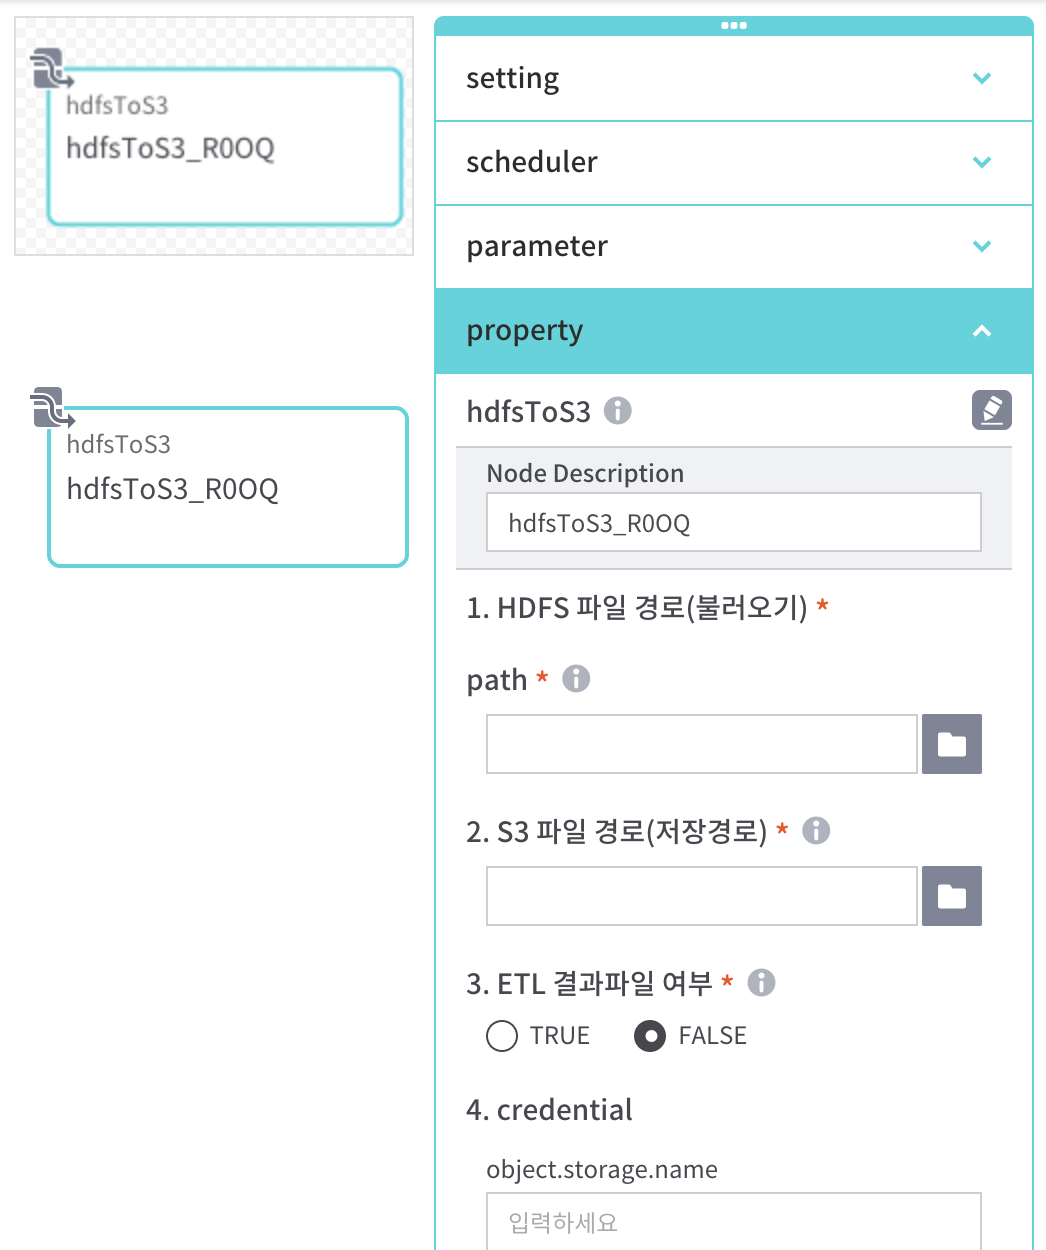 hdfsToS3
hdfsToS3_R0OQ
hdfsToS3
hdfsToS3_R0OQ
setting
scheduler
parameter
property
hdfsToS3
Node Description
hdfsToS3_R0OQ
1. HDFS 파일 경로(불러오기) *
path *
2. S3 파일 경로(저장경로) *
3. ETL 결과파일 여부 *
TRUE FALSE
4. credential
object.storage.name
입력하세요